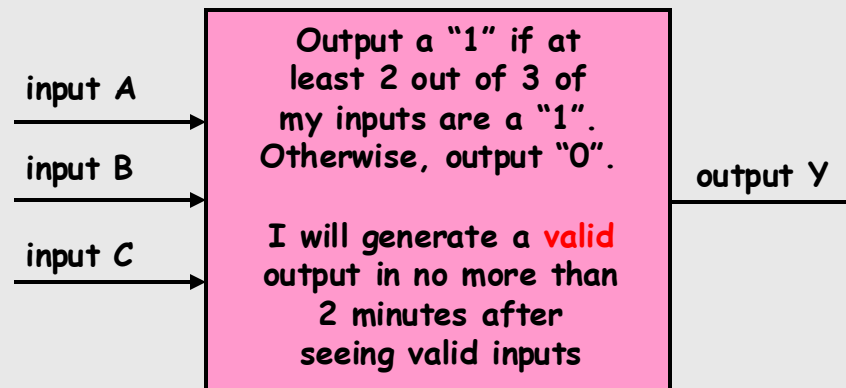 input A
input B
input C
Output a “1” if at
least 2 out of 3 of
my inputs are a “1”.
Otherwise, output “0”.
I will generate a valid
output in no more than
2 minutes after
seeing valid inputs
output Y